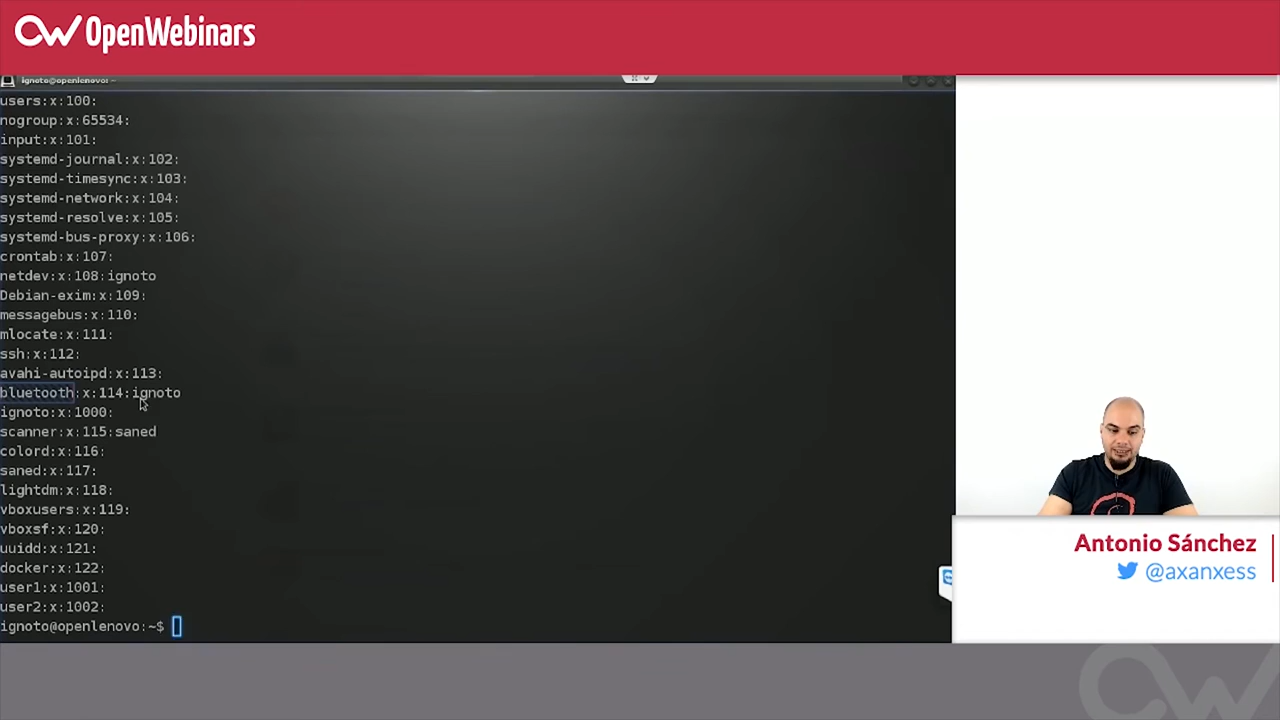 OpenWebinars
ignoto@openlenovo: ~
users:x:100:
nogroup:x:65534:
input:x:101:
systemd-journal:x:102:
systemd-timesync:x:103:
systemd-network:x:104:
systemd-resolve:x:105:
systemd-bus-proxy:x:106:
crontab:x:107:
netdev:x:108:ignoto
Debian-exim:x:109:
messagebus:x:110:
mlocate:x:111:
ssh:x:112:
avahi-autoipd:x:113:
bluetooth:x:114:ignoto
ignoto:x:1000:
scanner:x:115:saned
colord:x:116:
saned:x:117:
lightdm:x:118:
vboxusers:x:119:
vboxsf:x:120:
uuidd:x:121:
docker:x:122:
user1:x:1001:
user2:x:1002:
ignoto@openlenovo:~$
Antonio Sánchez
@axanxess